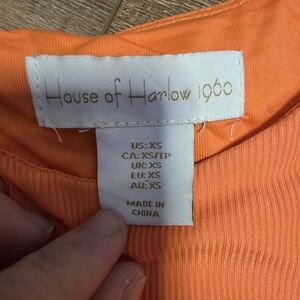 House of Harlow 1960
US: XS
CA: XS/TP
UK: XS
EU: XS
AU: XS
MADE IN
CHINA